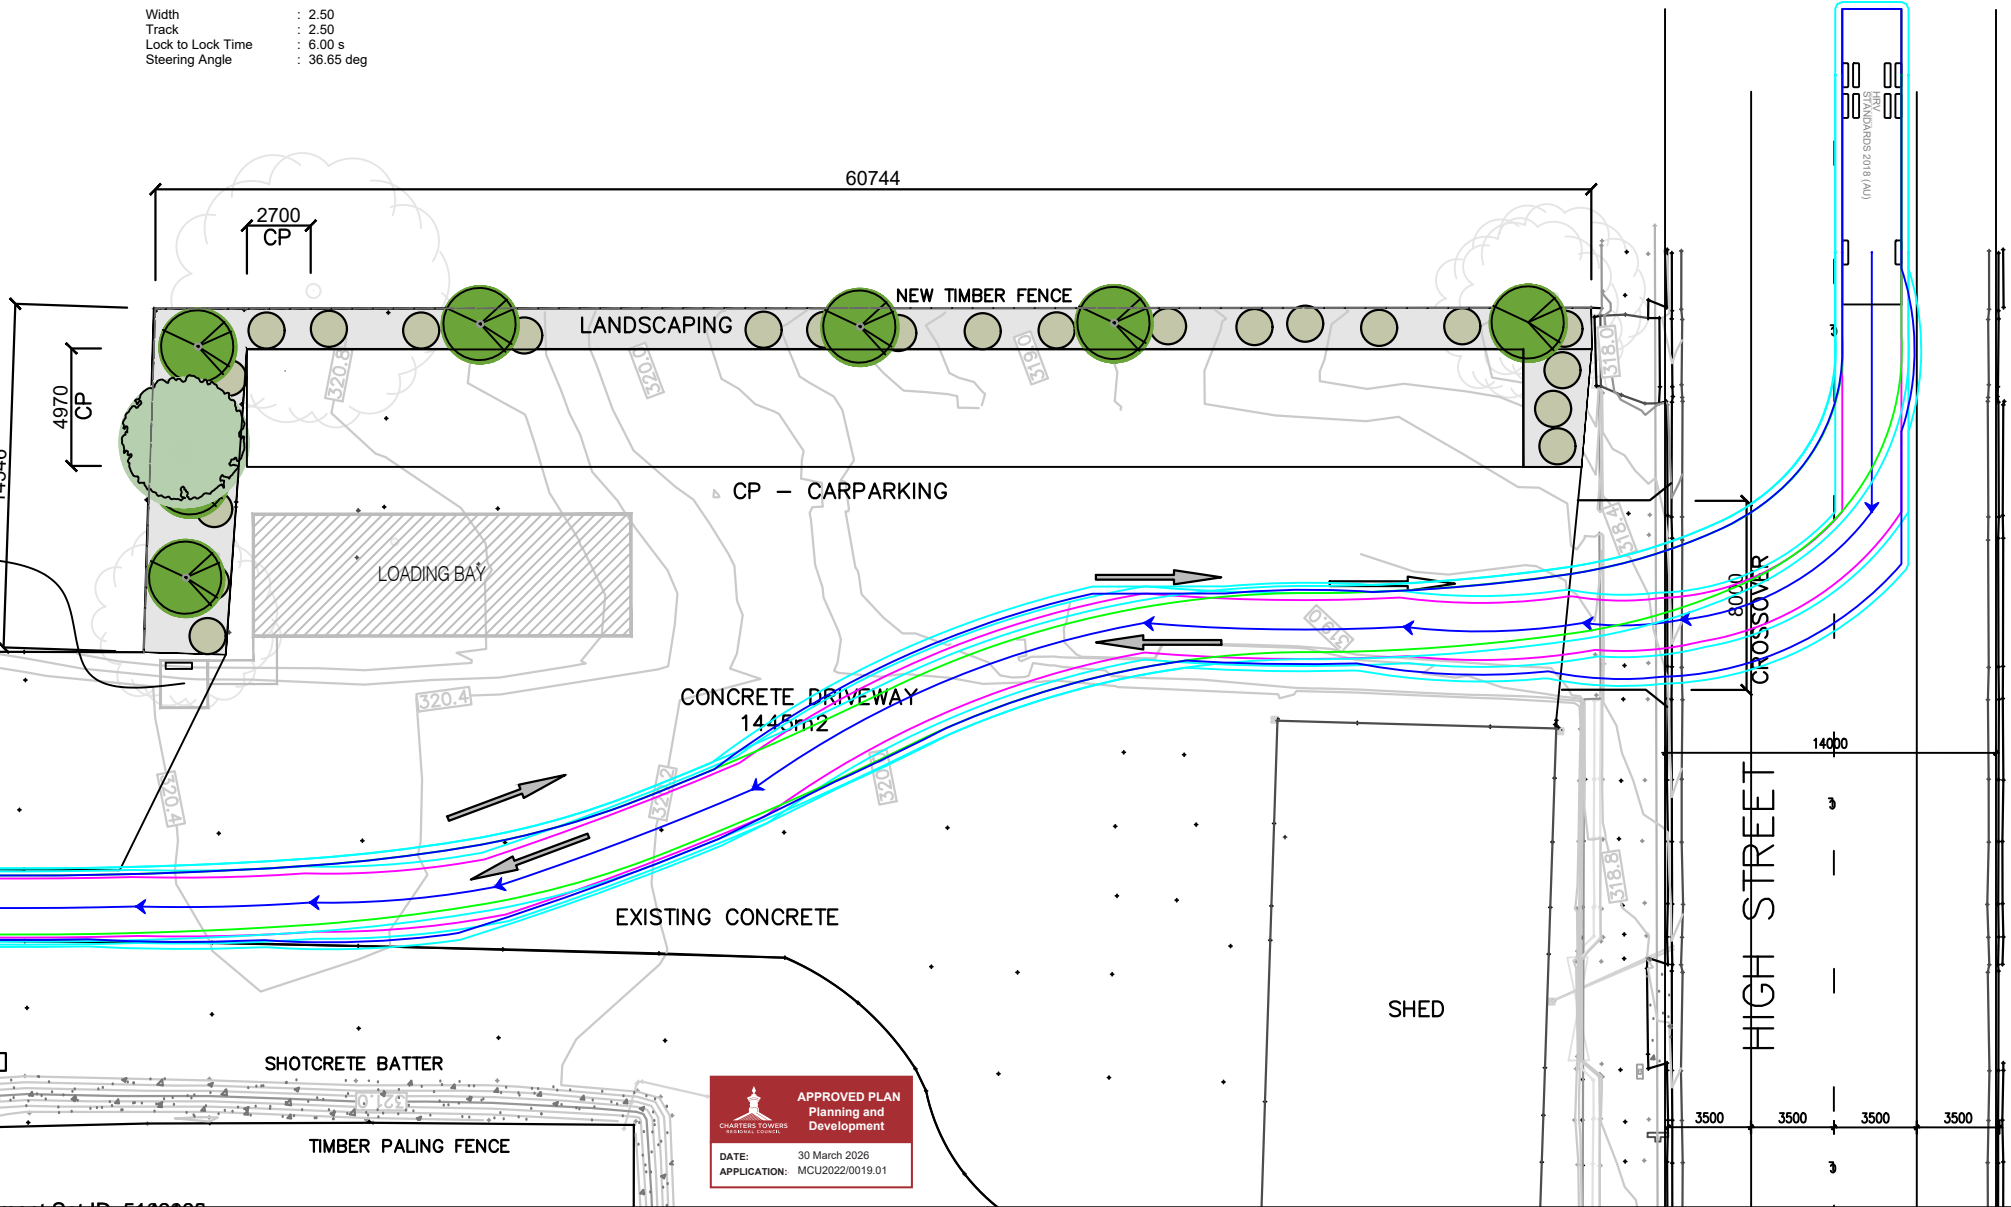 Width : 2.50
Track : 2.50
Lock to Lock Time : 6.00 s
Steering Angle : 36.65 deg
HRV
STANDARDS 2018 (AU)
60744
2700
CP
NEW TIMBER FENCE
LANDSCAPING
320.8
320.0
319.0
318.0
4970
CP
CP - CARPARKING
318.4
LOADING BAY
8000
CROSSOVER
319.0
320.4
CONCRETE DRIVEWAY
1445m2
14000
320.4
EXISTING CONCRETE
318.8
HIGH STREET
SHED
SHOTCRETE BATTER
TIMBER PALING FENCE
3500
3500
3500
3500
CHARTERS TOWERS
REGIONAL COUNCIL
APPROVED PLAN
Planning and
Development
DATE: 30 March 2026
APPLICATION: MCU2022/0019.01